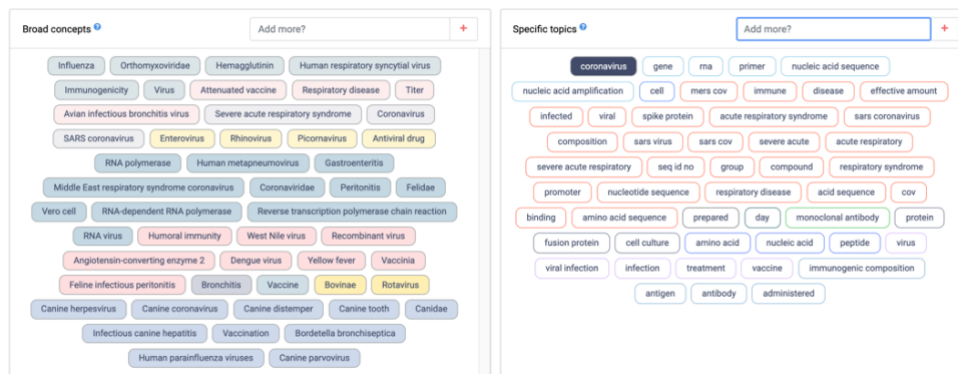 Broad concepts ?
Add more?
+
Influenza Orthomyxoviridae Hemagglutinin Human respiratory syncytial virus
Immunogenicity Virus Attenuated vaccine Respiratory disease Titer
Avian infectious bronchitis virus Severe acute respiratory syndrome Coronavirus
SARS coronavirus Enterovirus Rhinovirus Picornavirus Antiviral drug
RNA polymerase Human metapneumovirus Gastroenteritis
Middle East respiratory syndrome coronavirus Coronaviridae Peritonitis Felidae
Vero cell RNA-dependent RNA polymerase Reverse transcription polymerase chain reaction
RNA virus Humoral immunity West Nile virus Recombinant virus
Angiotensin-converting enzyme 2 Dengue virus Yellow fever Vaccinia
Feline infectious peritonitis Bronchitis Vaccine Bovinae Rotavirus
Canine herpesvirus Canine coronavirus Canine distemper Canine tooth Canidae
Infectious canine hepatitis Vaccination Bordetella bronchiseptica
Human parainfluenza viruses Canine parvovirus
Specific topics ?
Add more?
+
coronavirus gene rna primer nucleic acid sequence
nucleic acid amplification cell mers cov immune disease effective amount
infected viral spike protein acute respiratory syndrome sars coronavirus
composition sars virus sars cov severe acute acute respiratory
severe acute respiratory seq id no group compound respiratory syndrome
promoter nucleotide sequence respiratory disease acid sequence cov
binding amino acid sequence prepared day monoclonal antibody protein
fusion protein cell culture amino acid nucleic acid peptide virus
viral infection infection treatment vaccine immunogenic composition
antigen antibody administered